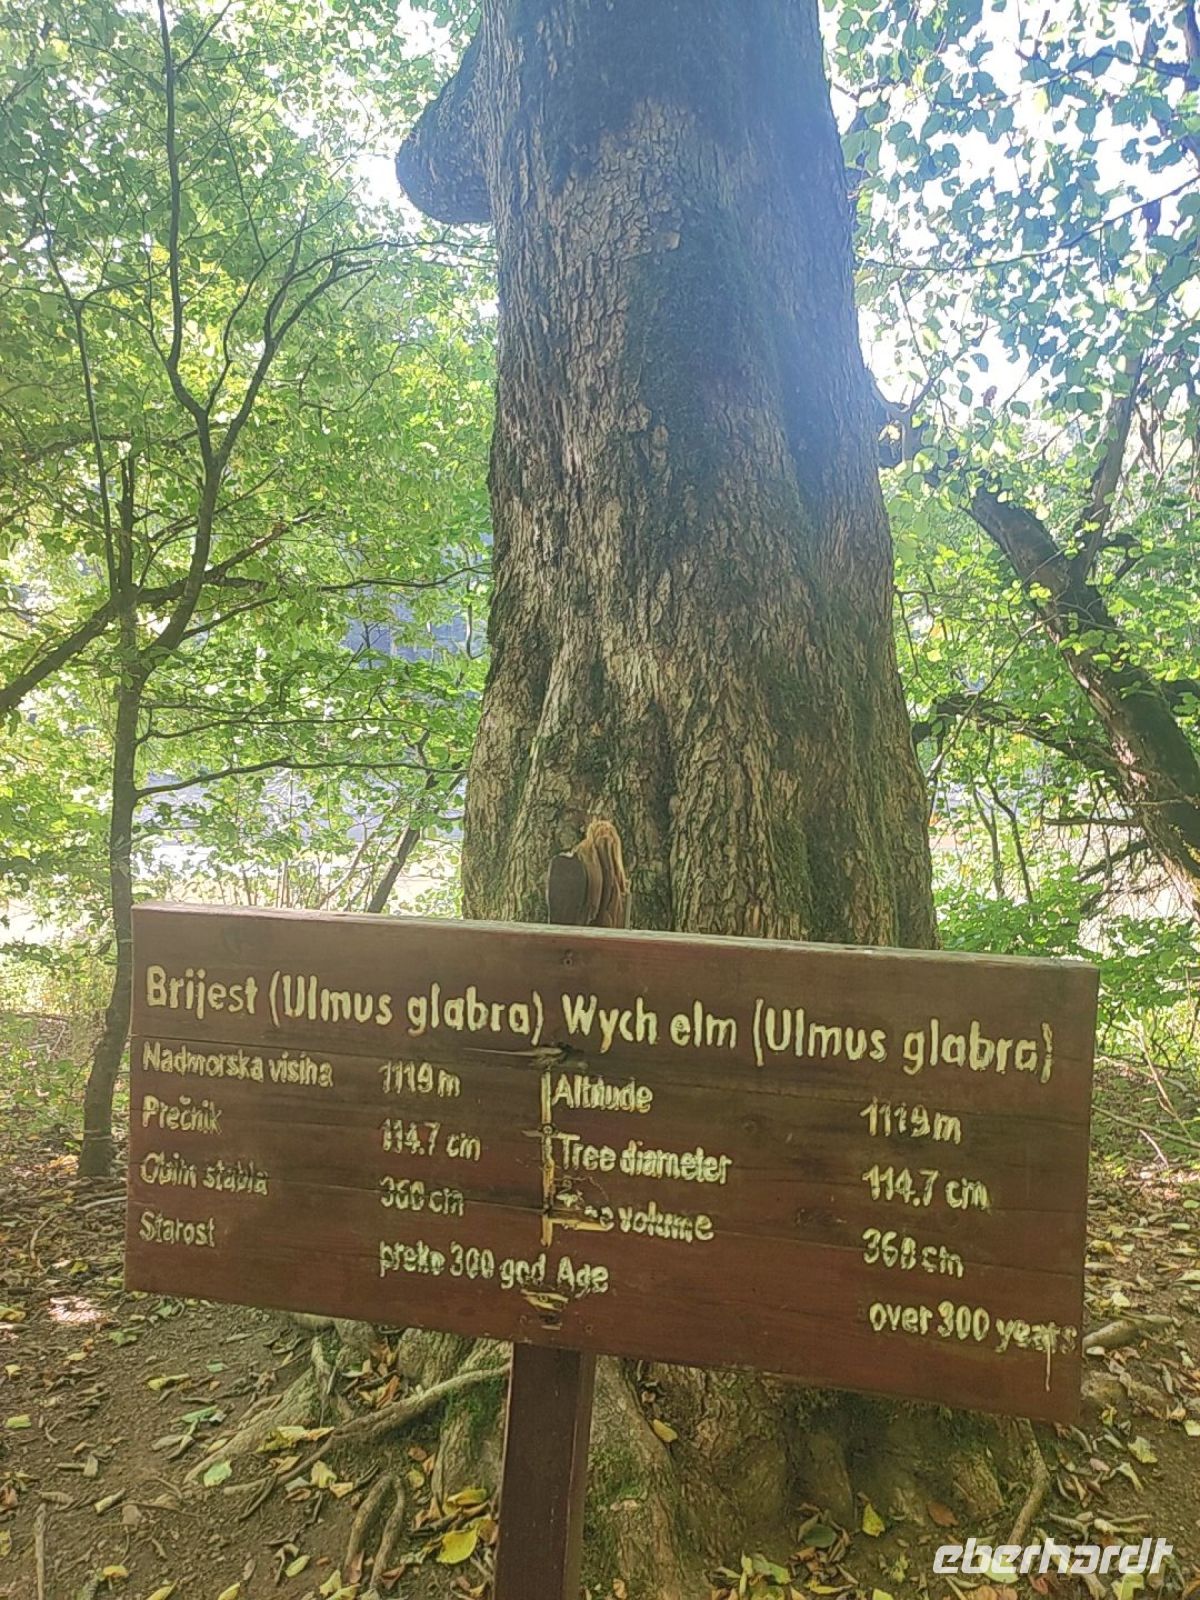 Brijest (Ulmus glabra) Wych elm (Ulmus glabra)
Nadmorska visina 1119 m Altitude 1119 m
Prečnik 114.7 cm Tree diameter 114.7 cm
Obim stabla 360 cm Tree volume 360 cm
Starost preko 300 god Age over 300 years
eberhardt